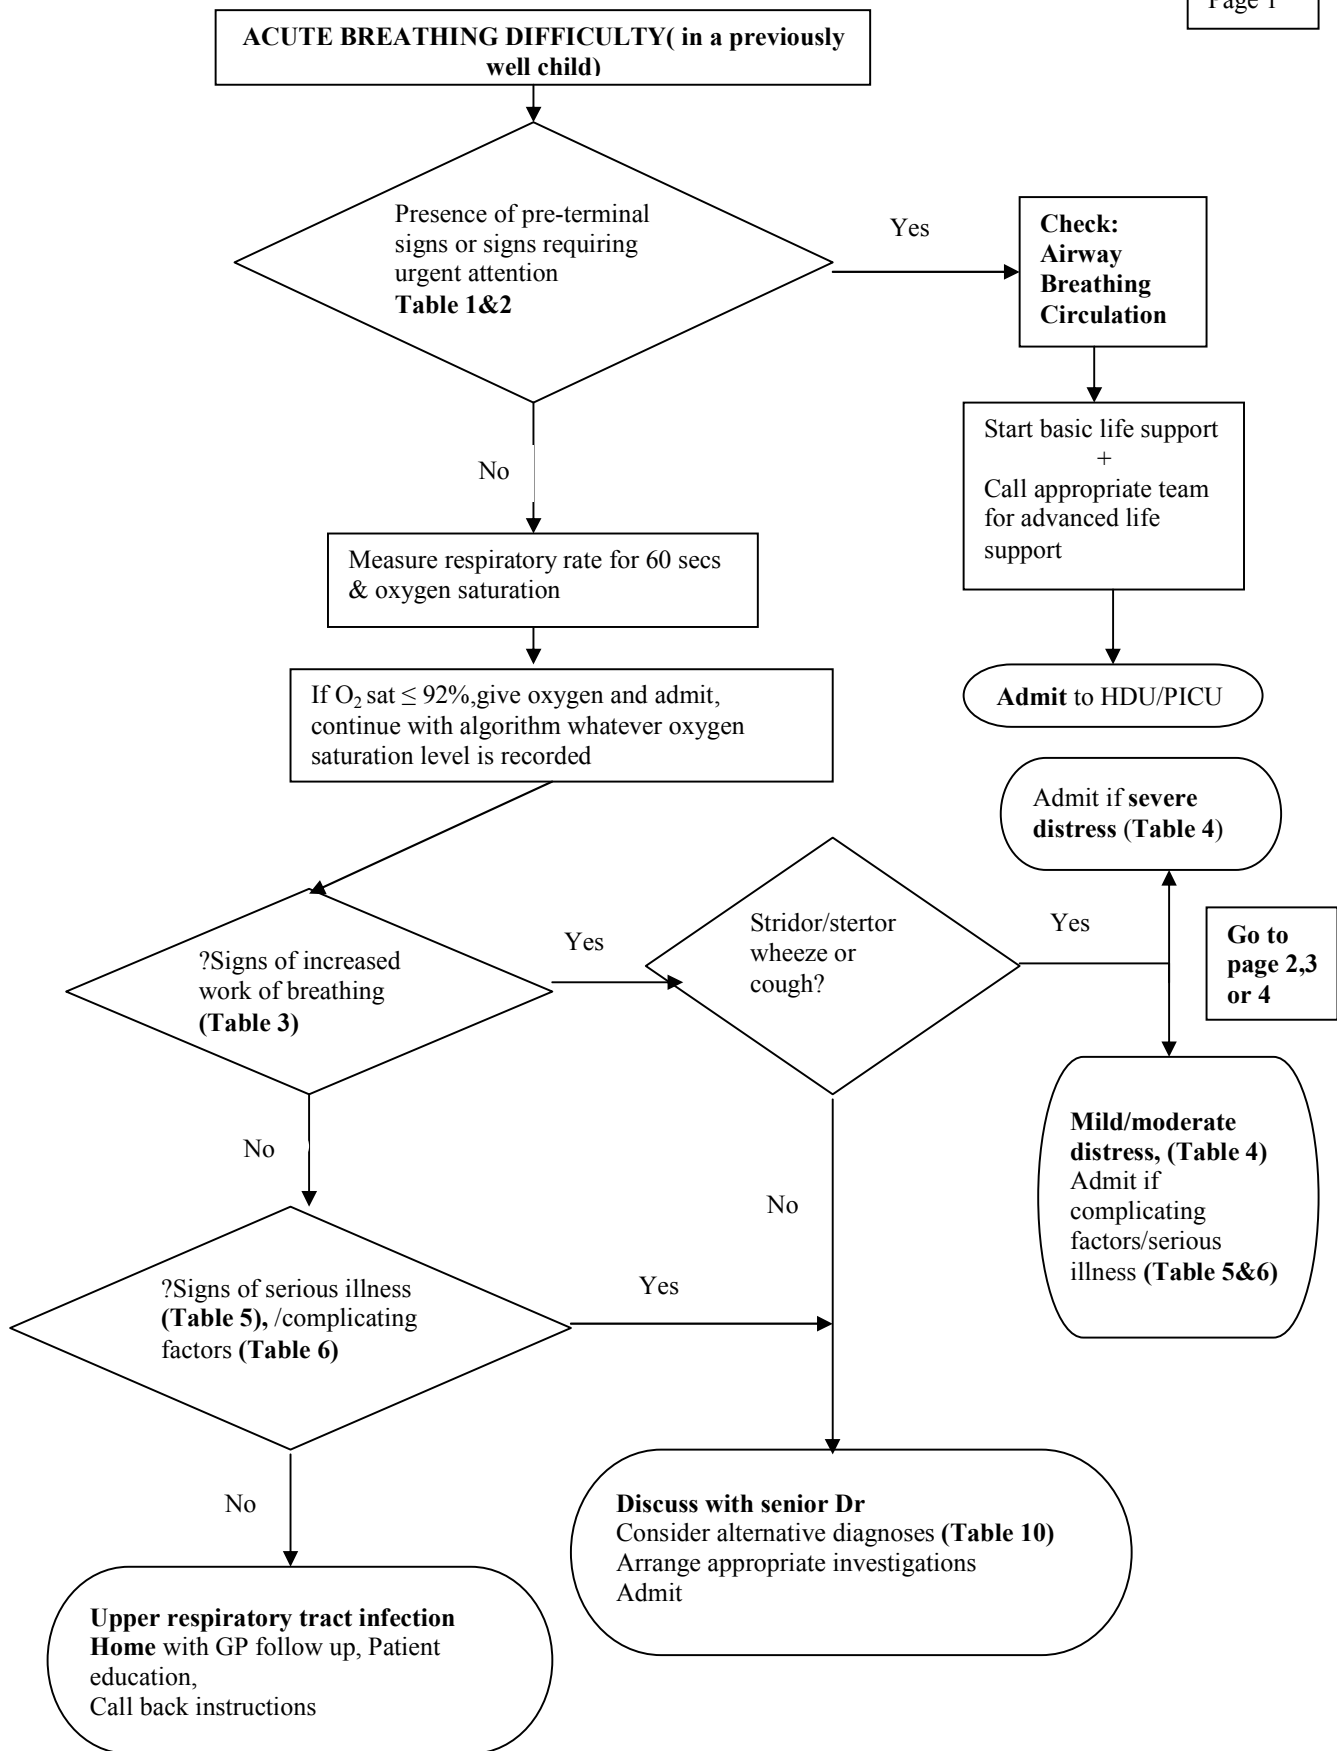 Page 1
ACUTE BREATHING DIFFICULTY( in a previously
well child)
Presence of pre-terminal
signs or signs requiring
urgent attention
Table 1&2
Yes
Check:
Airway
Breathing
Circulation
Start basic life support
+
Call appropriate team
for advanced life
support
Admit to HDU/PICU
No
Measure respiratory rate for 60 secs
& oxygen saturation
If O₂ sat ≤ 92%,give oxygen and admit,
continue with algorithm whatever oxygen
saturation level is recorded
?Signs of increased
work of breathing
(Table 3)
Yes
Stridor/stertor
wheeze or
cough?
Yes
Admit if severe
distress (Table 4)
Go to
page 2,3
or 4
Mild/moderate
distress, (Table 4)
Admit if
complicating
factors/serious
illness (Table 5&6)
No
No
?Signs of serious illness
(Table 5), /complicating
factors (Table 6)
Yes
No
Discuss with senior Dr
Consider alternative diagnoses (Table 10)
Arrange appropriate investigations
Admit
Upper respiratory tract infection
Home with GP follow up, Patient
education,
Call back instructions